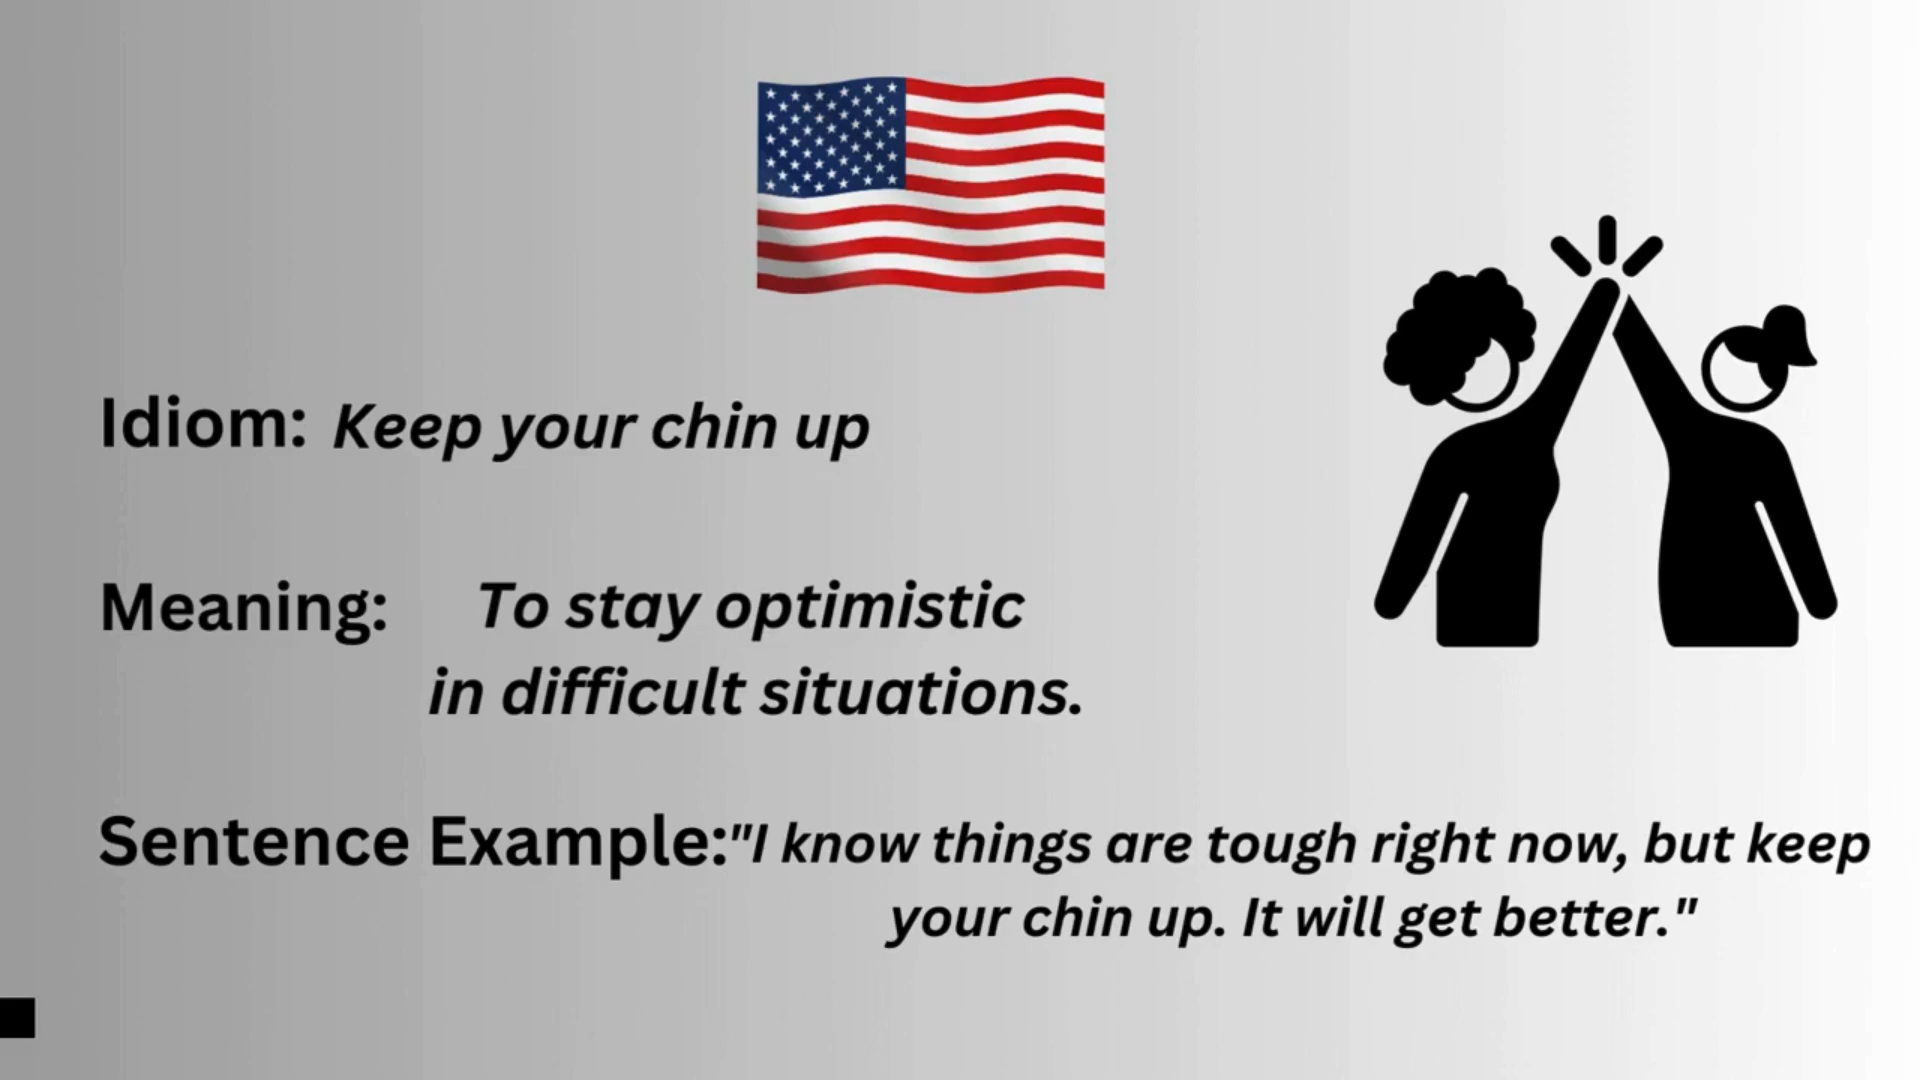 Idiom: Keep your chin up
Meaning: To stay optimistic
in difficult situations.
Sentence Example:"I know things are tough right now, but keep
your chin up. It will get better."